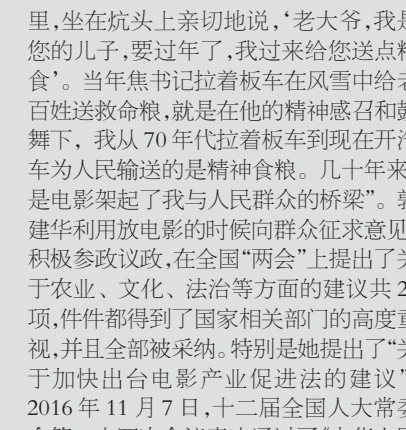 里,坐在炕头上亲切地说,‘老大爷,我是
您的儿子,要过年了,我过来给您送点粮
食’。当年焦书记拉着板车在风雪中给老
百姓送救命粮,就是在他的精神感召和鼓
舞下, 我从 70 年代拉着板车到现在开汽
车为人民输送的是精神食粮。几十年来,
是电影架起了我与人民群众的桥梁”。郭
建华利用放电影的时候向群众征求意见,
积极参政议政,在全国“两会”上提出了关
于农业、文化、法治等方面的建议共 2
项,件件都得到了国家相关部门的高度重
视,并且全部被采纳。特别是她提出了“关
于加快出台电影产业促进法的建议”
2016 年 11 月 7 日,十二届全国人大常委